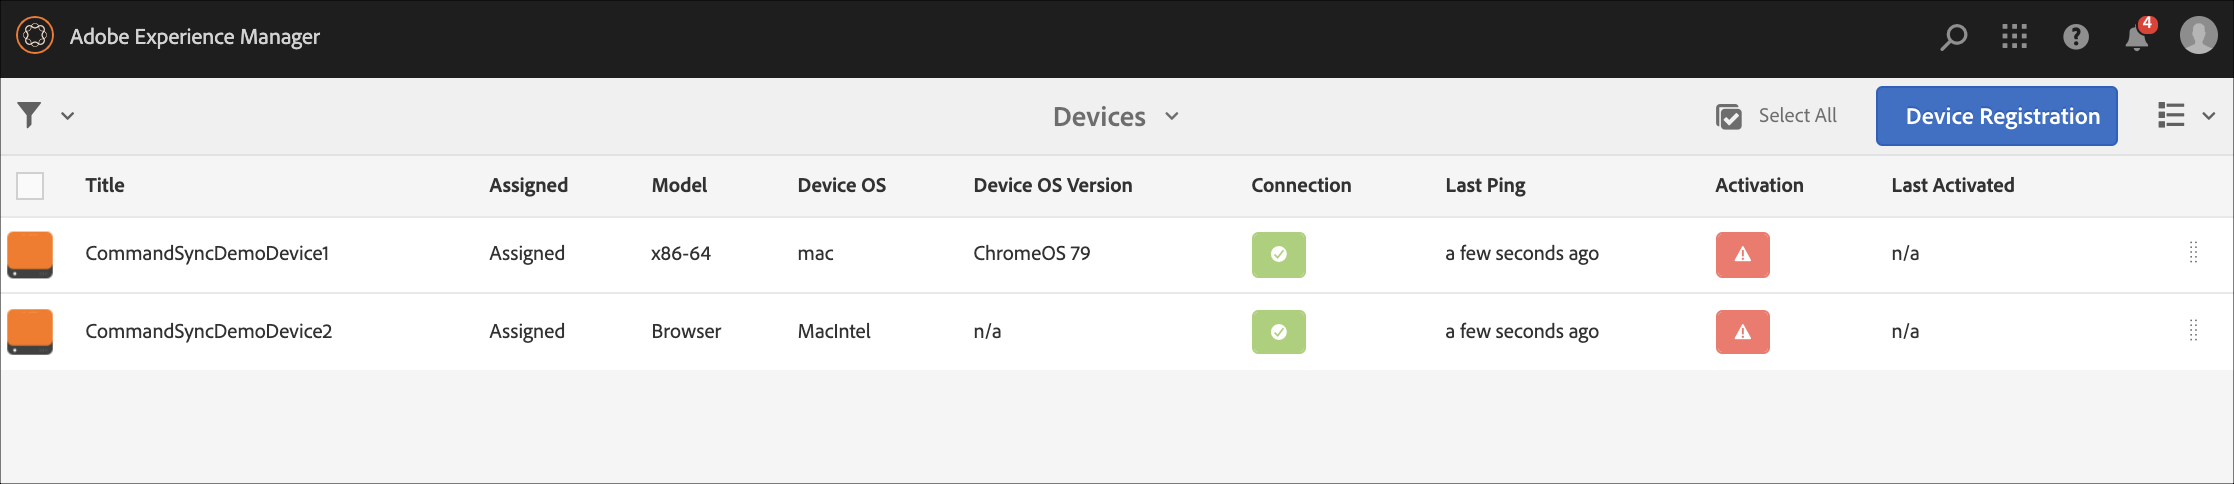 Adobe Experience Manager
4
Devices
Select All
Device Registration
Title Assigned Model Device OS Device OS Version Connection Last Ping Activation Last Activated
CommandSyncDemoDevice1 Assigned x86-64 mac ChromeOS 79 a few seconds ago n/a
CommandSyncDemoDevice2 Assigned Browser MacIntel n/a a few seconds ago n/a